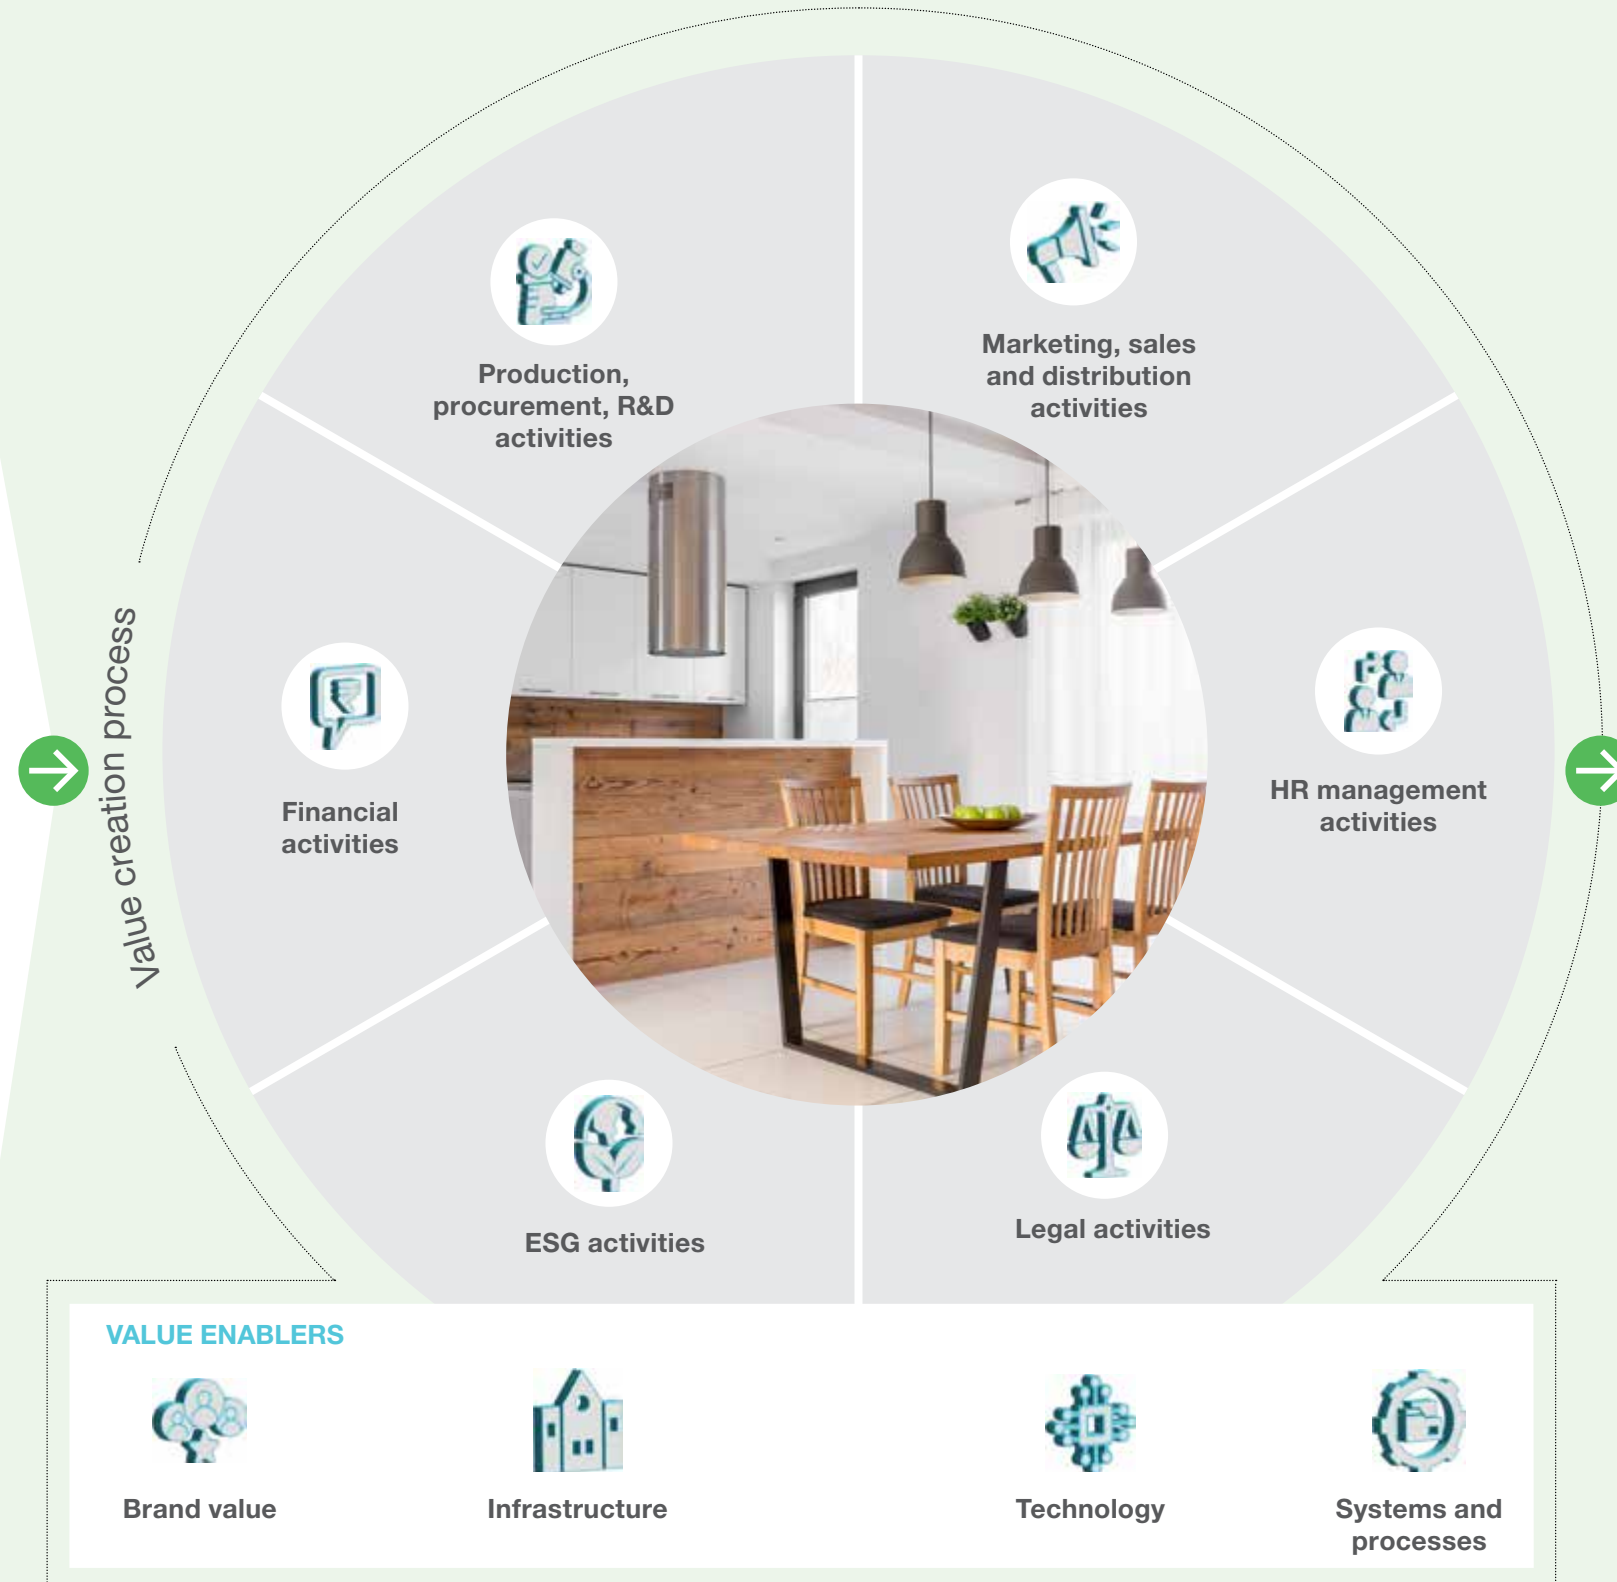 Production,
procurement, R&D
activities
Marketing, sales
and distribution
activities
Value creation process
Financial
activities
HR management
activities
ESG activities
Legal activities
VALUE ENABLERS
Brand value
Infrastructure
Technology
Systems and
processes